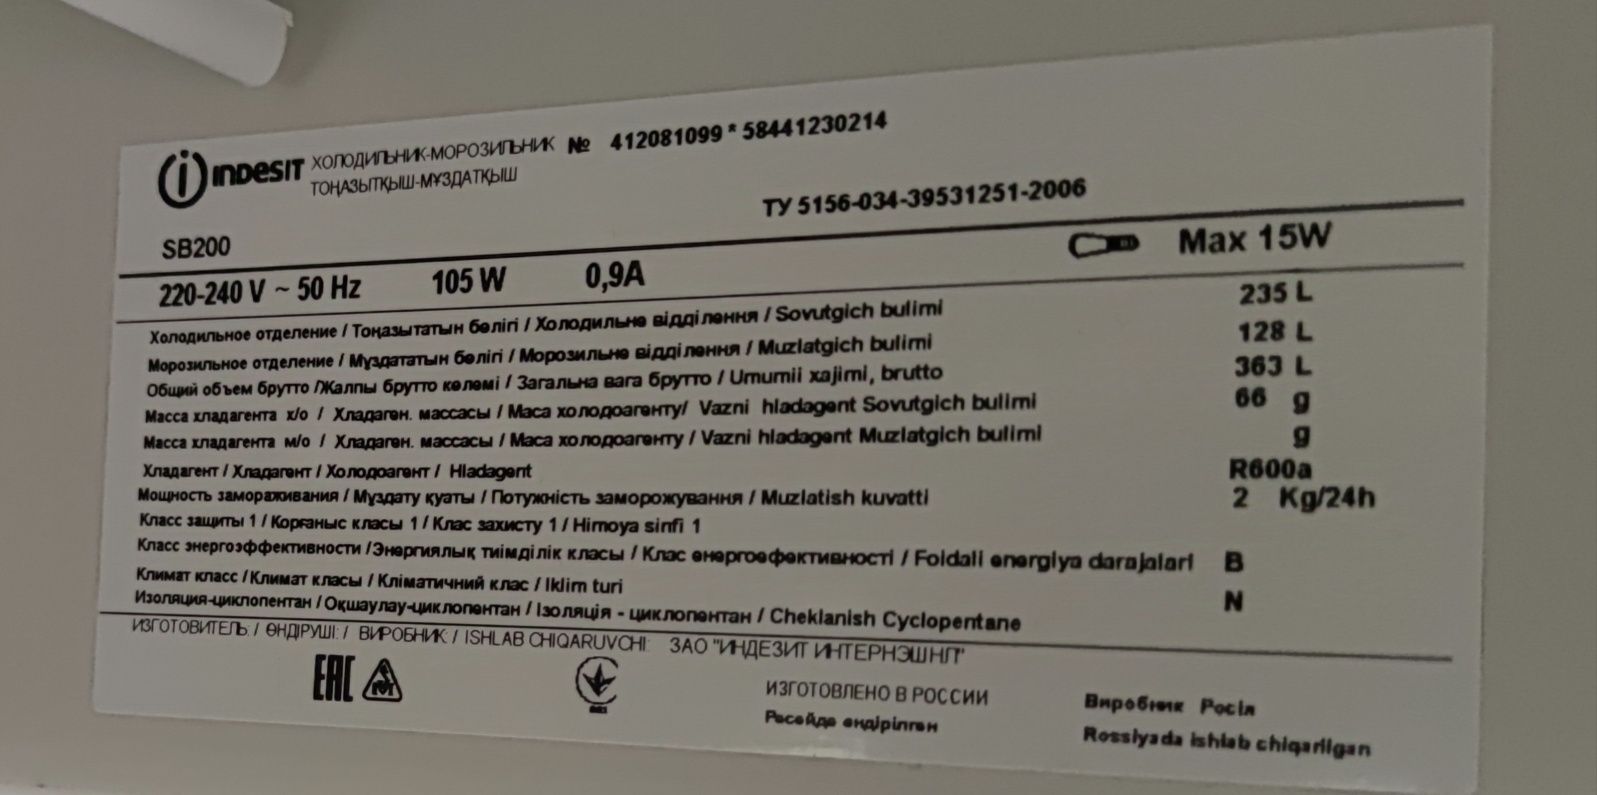 indesit ХОЛОДИЛЬНИК-МОРОЗИЛЬНИК № 412081099 * 58441230214
ТОҢАЗЫТҚЫШ-МҰЗДАТҚЫШ
ТУ 5156-034-39531251-2006
SB200
220-240 V ~ 50 Hz 105 W 0,9A Max 15W
Холодильное отделение / Тоңазытатын бөлігі / Холодильне відділення / Sovutgich bulimi 235 L
Морозильное отделение / Мұздататын бөлігі / Морозильне відділення / Muzlatgich bulimi 128 L
Общий объем брутто /Жалпы брутто көлемі / Загальна вага брутто / Umumii xajimi, brutto 363 L
Масса хладагента х/о / Хладаген. массасы / Маса холодоагенту/ Vazni hladagent Sovutgich bulimi 66 g
Масса хладагента м/о / Хладаген. массасы / Маса холодоагенту / Vazni hladagent Muzlatgich bulimi g
Хладагент / Хладагент / Холодоагент / Hladagent R600a
Мощность замораживания / Мұздату қуаты / Потужність заморожування / Muzlatish kuvatti 2 Kg/24h
Класс защиты 1 / Қорғаныс класы 1 / Клас захисту 1 / Himoya sinfi 1
Класс энергоэффективности /Энергиялық тиімділік класы / Клас енергоефективності / Foldali energiya darajalari B
Климат класс / Климат класы / Кліматичний клас / Iklim turi N
Изоляция-циклопентан / Оқшаулау-циклопентан / Ізоляція - циклопентан / Cheklanish Cyclopentane
ИЗГОТОВИТЕЛЬ: / ӨНДІРУШІ: / ВИРОБНИК: / ISHLAB CHIQARUVCHI: ЗАО "ИНДЕЗИТ ИНТЕРНЭШНЛ"
EAC
ИЗГОТОВЛЕНО В РОССИИ Виробник Росія
Ресейде өндірілген Rossiyada ishlab chiqarilgan